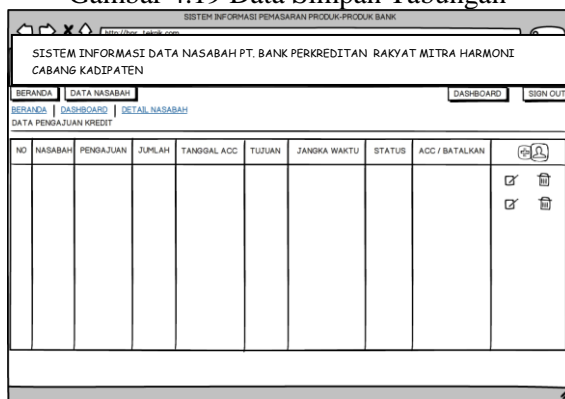 Gambar 4.19 Data Simpan Tabungan
SISTEM INFORMASI PEMASARAN PRODUK-PRODUK BANK
SISTEM INFORMASI DATA NASABAH PT. BANK PERKREDITAN RAKYAT MITRA HARMONI
CABANG KADIPATEN
BERANDA DATA NASABAH DASHBOARD SIGN OUT
BERANDA | DASHBOARD | DETAIL NASABAH
DATA PENGAJUAN KREDIT
NO NASABAH PENGAJUAN JUMLAH TANGGAL ACC TUJUAN JANGKA WAKTU STATUS ACC / BATALKAN